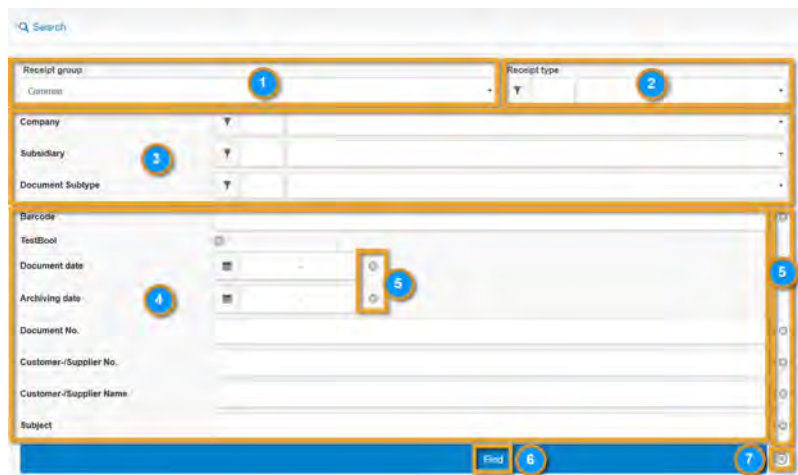 Search
Receipt group Receipt type
1 2
Common
Company
Subsidiary
3
Document Subtype
Barcode
TestBool
Document date
5 5
Archiving date
4
Document No.
Customer-/Supplier No.
Customer-/Supplier Name
Subject
Find 6 7